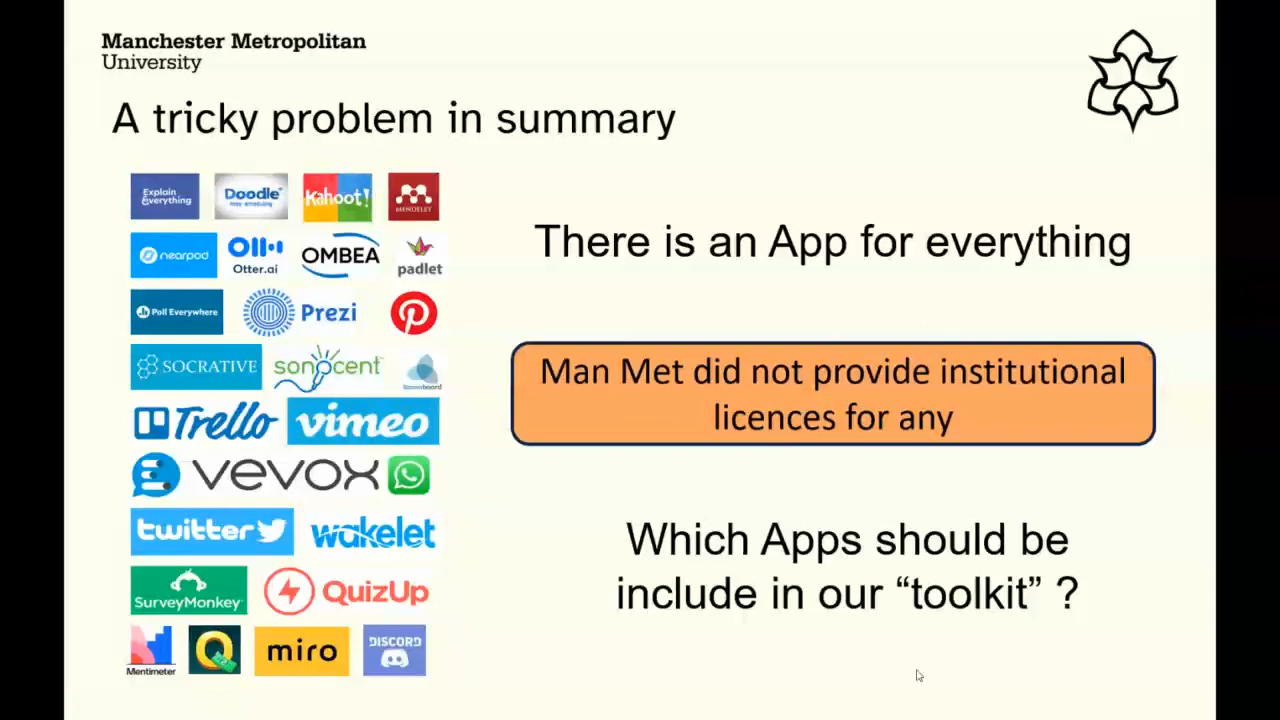 Manchester Metropolitan
University
A tricky problem in summary
Explain
Everything
Doodle
Kahoot!
MENDELEY
nearpod
Otter.ai
OMBEA
padlet
There is an App for everything
Poll Everywhere
Prezi
SOCRATIVE
sonocent
Man Met did not provide institutional
licences for any
Trello
vimeo
vevox
twitter
wakelet
Which Apps should be
include in our “toolkit” ?
SurveyMonkey
QuizUp
Mentimeter
Q
miro
DISCORD